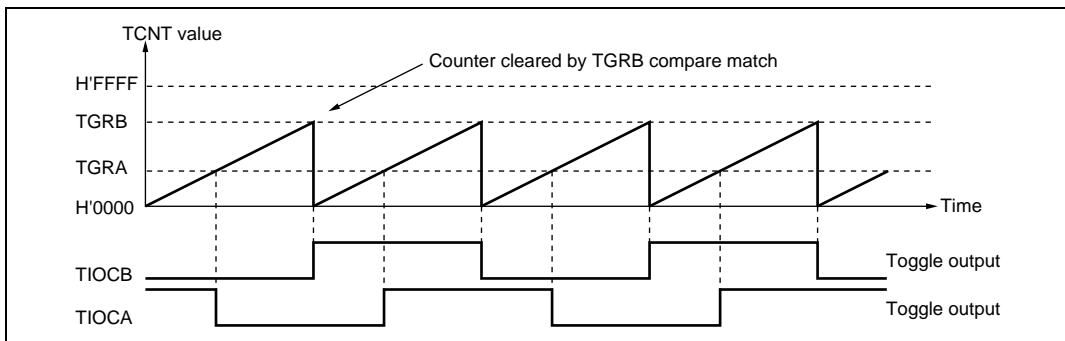 TCNT value
Counter cleared by TGRB compare match
H'FFFF
TGRB
TGRA
H'0000
Time
TIOCB
Toggle output
TIOCA
Toggle output